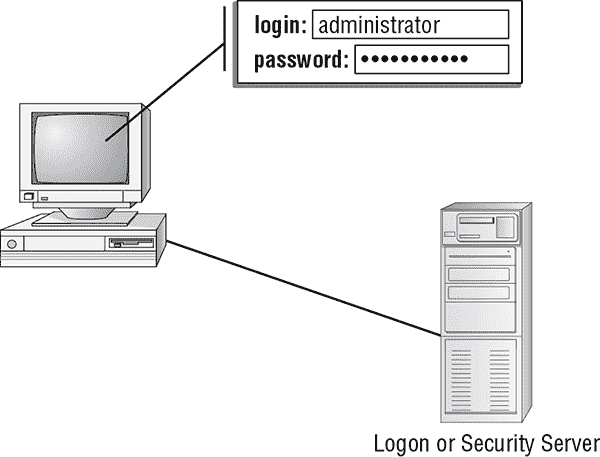 login: administrator
password: •••••••••••
Logon or Security Server